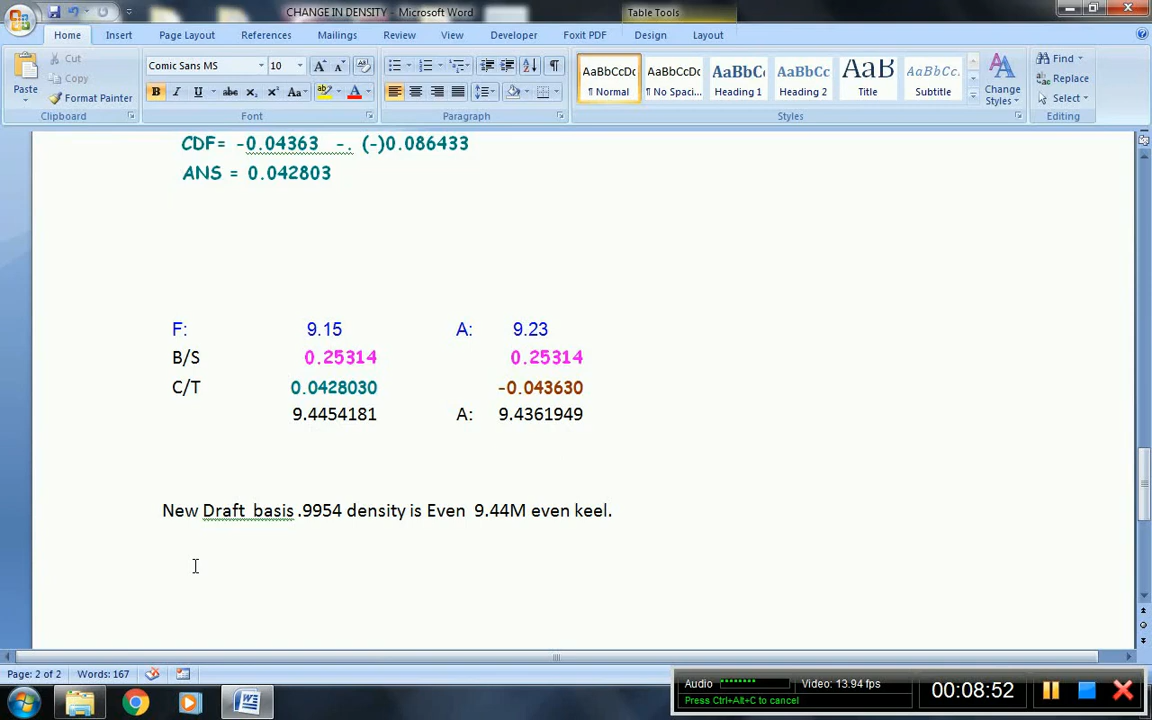 CHANGE IN DENSITY - Microsoft Word
Table Tools
Home Insert Page Layout References Mailings Review View Developer Foxit PDF Design Layout
Paste
Cut
Copy
Format Painter
Clipboard
Comic Sans MS 10
B I U abc x₂ x² Aa
Font
Paragraph
AaBbCcDc AaBbCcDc AaBbC AaBbCc AaB AaBbCc.
¶ Normal ¶ No Spaci... Heading 1 Heading 2 Title Subtitle
Change Styles
Styles
Find
Replace
Select
Editing
CDF= -0.04363 -. (-)0.086433
ANS = 0.042803
F: 9.15 A: 9.23
B/S 0.25314 0.25314
C/T 0.0428030 -0.043630
9.4454181 A: 9.4361949
New Draft basis .9954 density is Even 9.44M even keel.
Page: 2 of 2 Words: 167
Audio Video: 13.94 fps
Press Ctrl+Alt+C to cancel
00:08:52